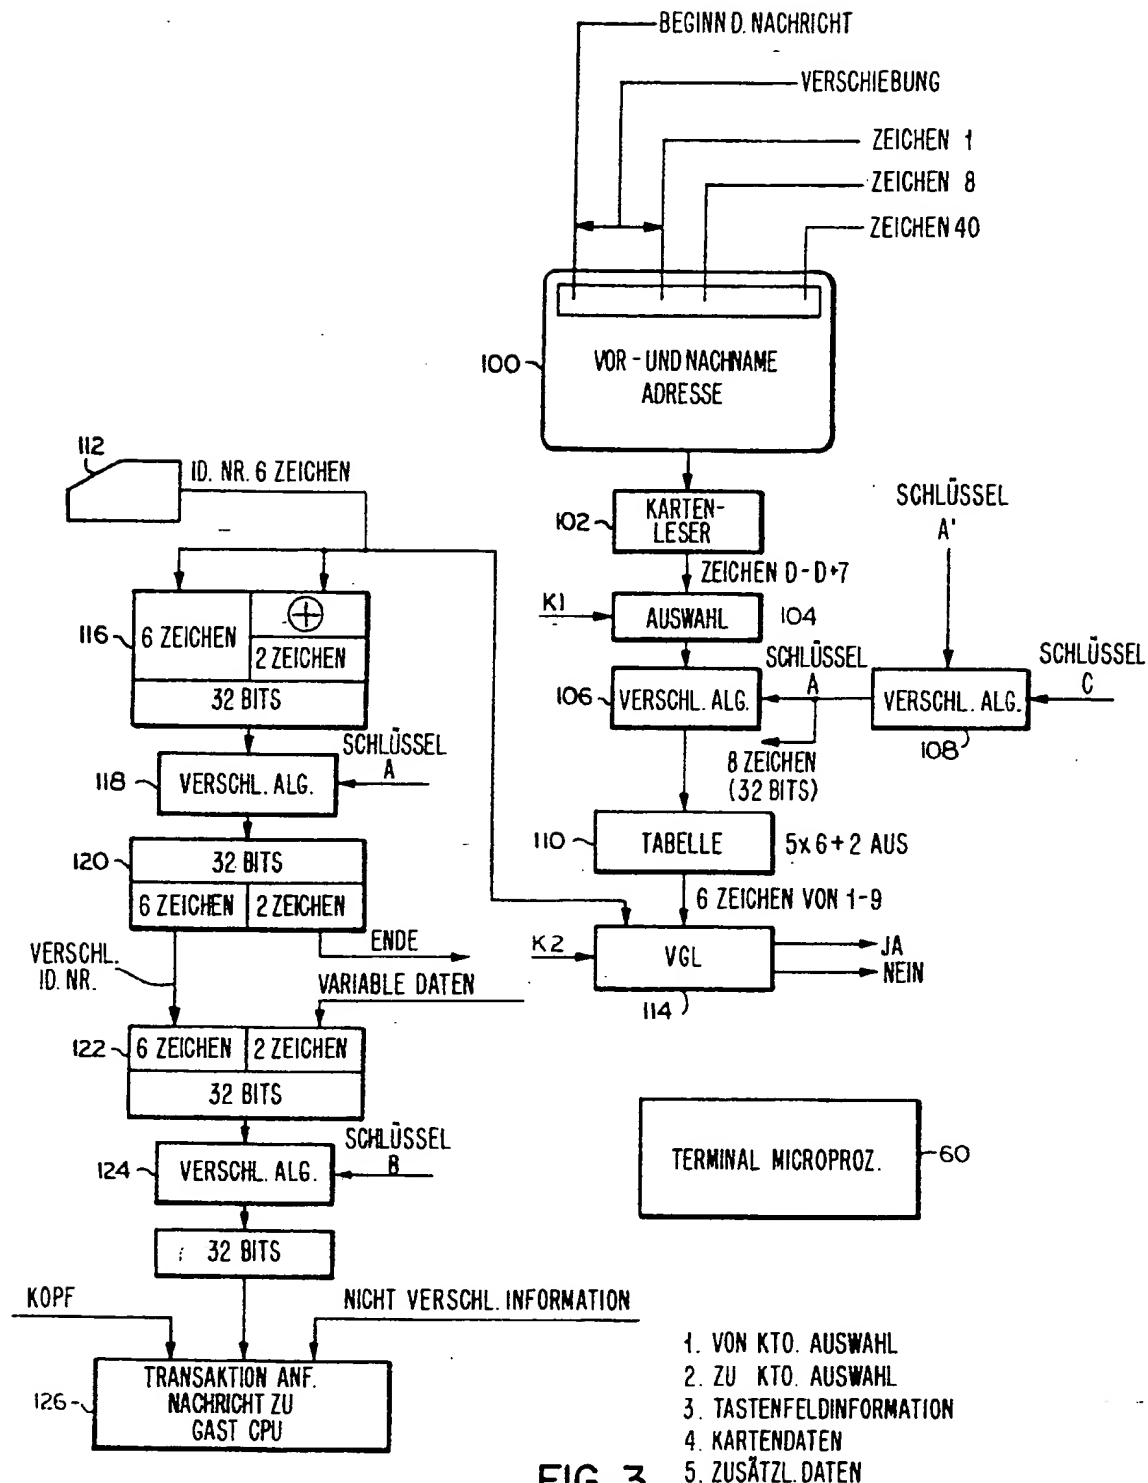 BEGINN D. NACHRICHT
VERSCHIEBUNG
ZEICHEN 1
ZEICHEN 8
ZEICHEN 40
100
VOR - UND NACHNAME
ADRESSE
112
ID. NR. 6 ZEICHEN
102
KARTEN-
LESER
SCHLÜSSEL
A'
ZEICHEN D-D+7
K1
AUSWAHL
104
116
6 ZEICHEN
2 ZEICHEN
32 BITS
106
VERSCHL. ALG.
SCHLÜSSEL
A
VERSCHL. ALG.
108
SCHLÜSSEL
C
8 ZEICHEN
(32 BITS)
118
VERSCHL. ALG.
SCHLÜSSEL
A
110
TABELLE
5x6+2 AUS
120
32 BITS
6 ZEICHEN
2 ZEICHEN
6 ZEICHEN VON 1-9
VERSCHL.
ID. NR.
ENDE
K2
VGL
JA
NEIN
114
VARIABLE DATEN
122
6 ZEICHEN
2 ZEICHEN
32 BITS
124
VERSCHL. ALG.
SCHLÜSSEL
B
TERMINAL MICROPROZ.
60
32 BITS
KOPF
NICHT VERSCHL. INFORMATION
126
TRANSAKTION ANF.
NACHRICHT ZU
GAST CPU
1. VON KTO. AUSWAHL
2. ZU KTO. AUSWAHL
3. TASTENFELDINFORMATION
4. KARTENDATEN
5. ZUSÄTZL. DATEN
FIG. 3